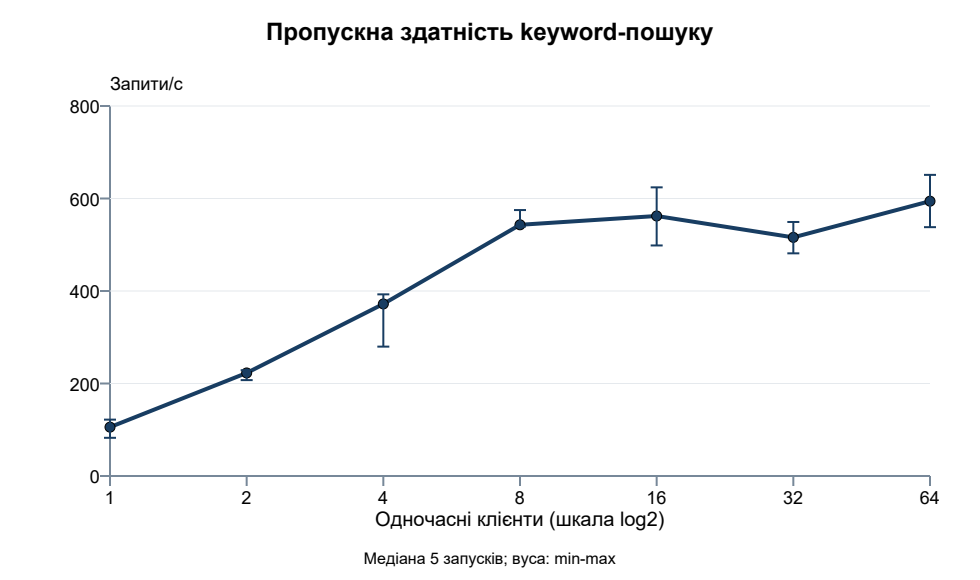 Пропускна здатність keyword-пошуку
Запити/с
800
600
400
200
0
1 2 4 8 16 32 64
Одночасні клієнти (шкала log2)
Медіана 5 запусків; вуса: min-max